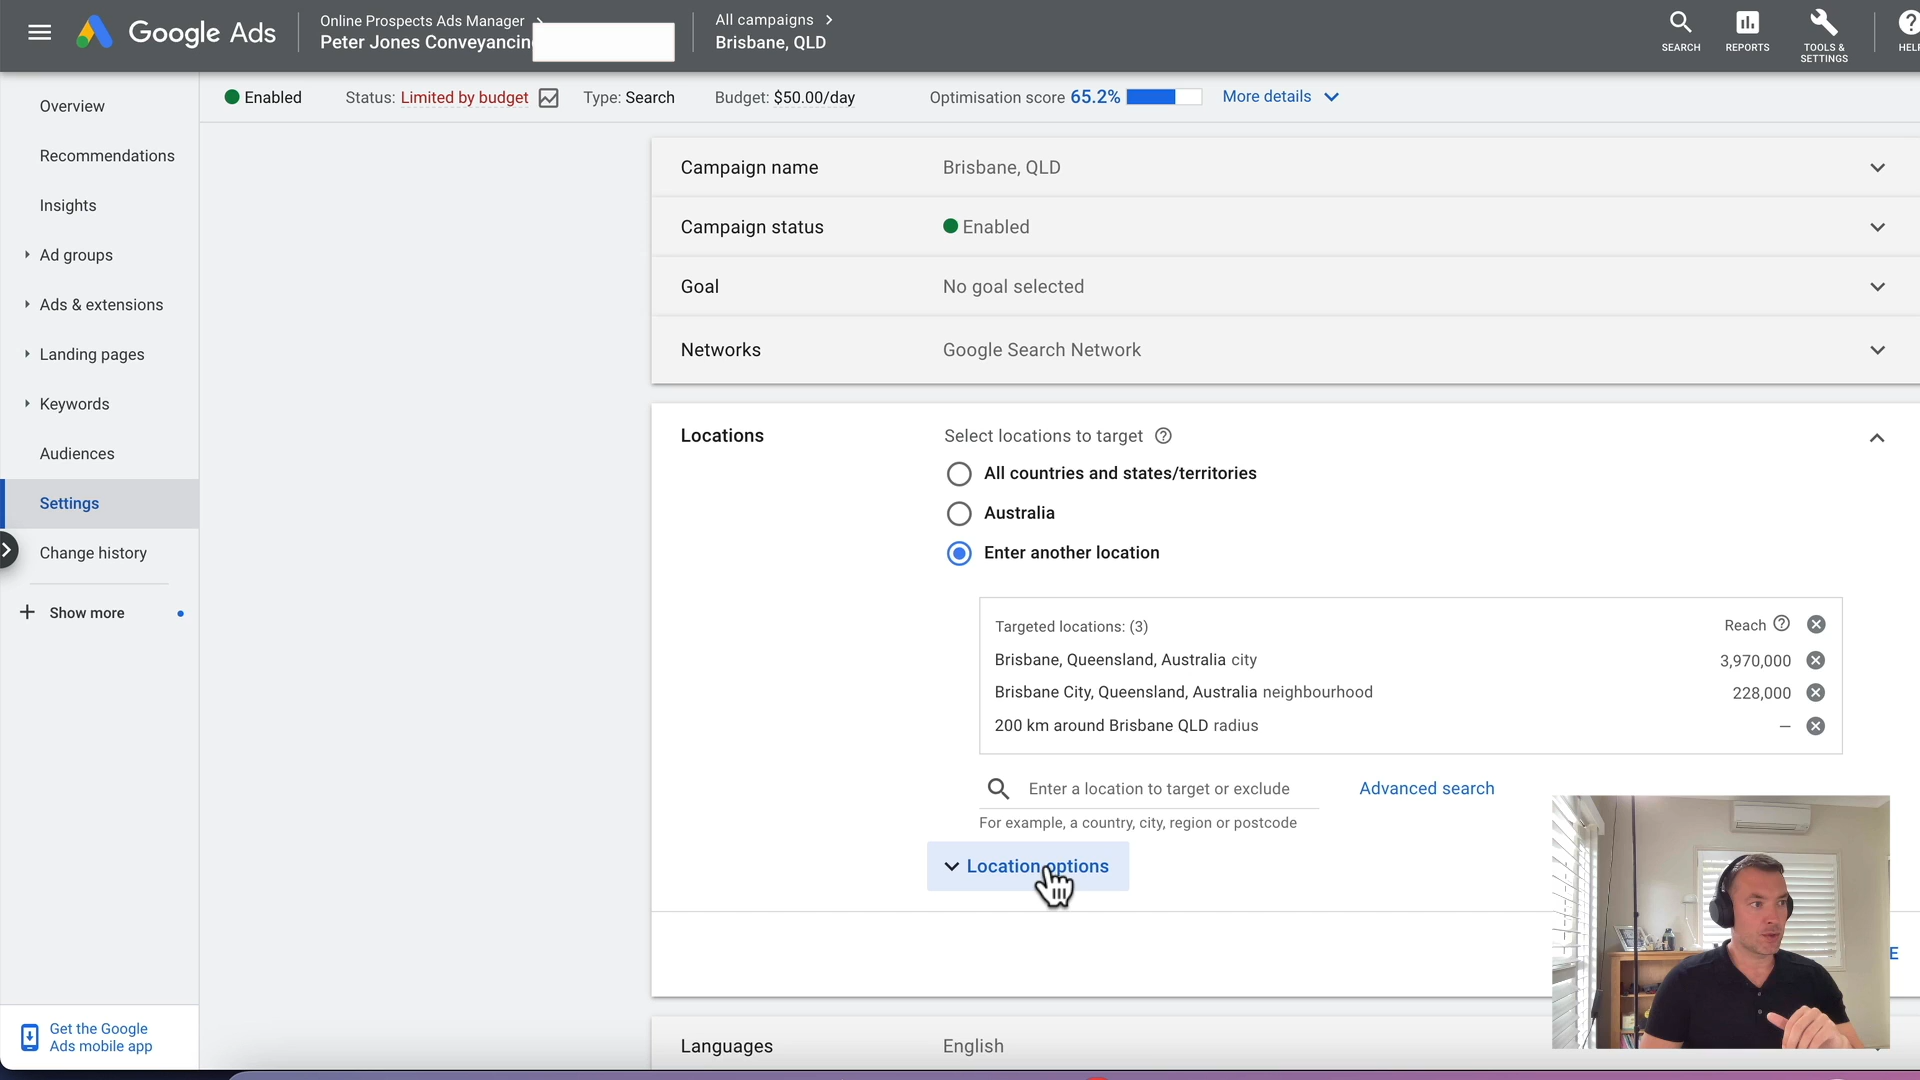 Google Ads
Online Prospects Ads Manager
Peter Jones Conveyancin
All campaigns
Brisbane, QLD
SEARCH
REPORTS
TOOLS &
SETTINGS
HELP
Overview
Recommendations
Insights
Ad groups
Ads & extensions
Landing pages
Keywords
Audiences
Settings
Change history
Show more
Get the Google
Ads mobile app
Enabled
Status: Limited by budget
Type: Search
Budget: $50.00/day
Optimisation score 65.2%
More details
Campaign name
Brisbane, QLD
Campaign status
Enabled
Goal
No goal selected
Networks
Google Search Network
Locations
Select locations to target
All countries and states/territories
Australia
Enter another location
Targeted locations: (3)
Reach
Brisbane, Queensland, Australia city
3,970,000
Brisbane City, Queensland, Australia neighbourhood
228,000
200 km around Brisbane QLD radius
–
Enter a location to target or exclude
Advanced search
For example, a country, city, region or postcode
Location options
E
Languages
English